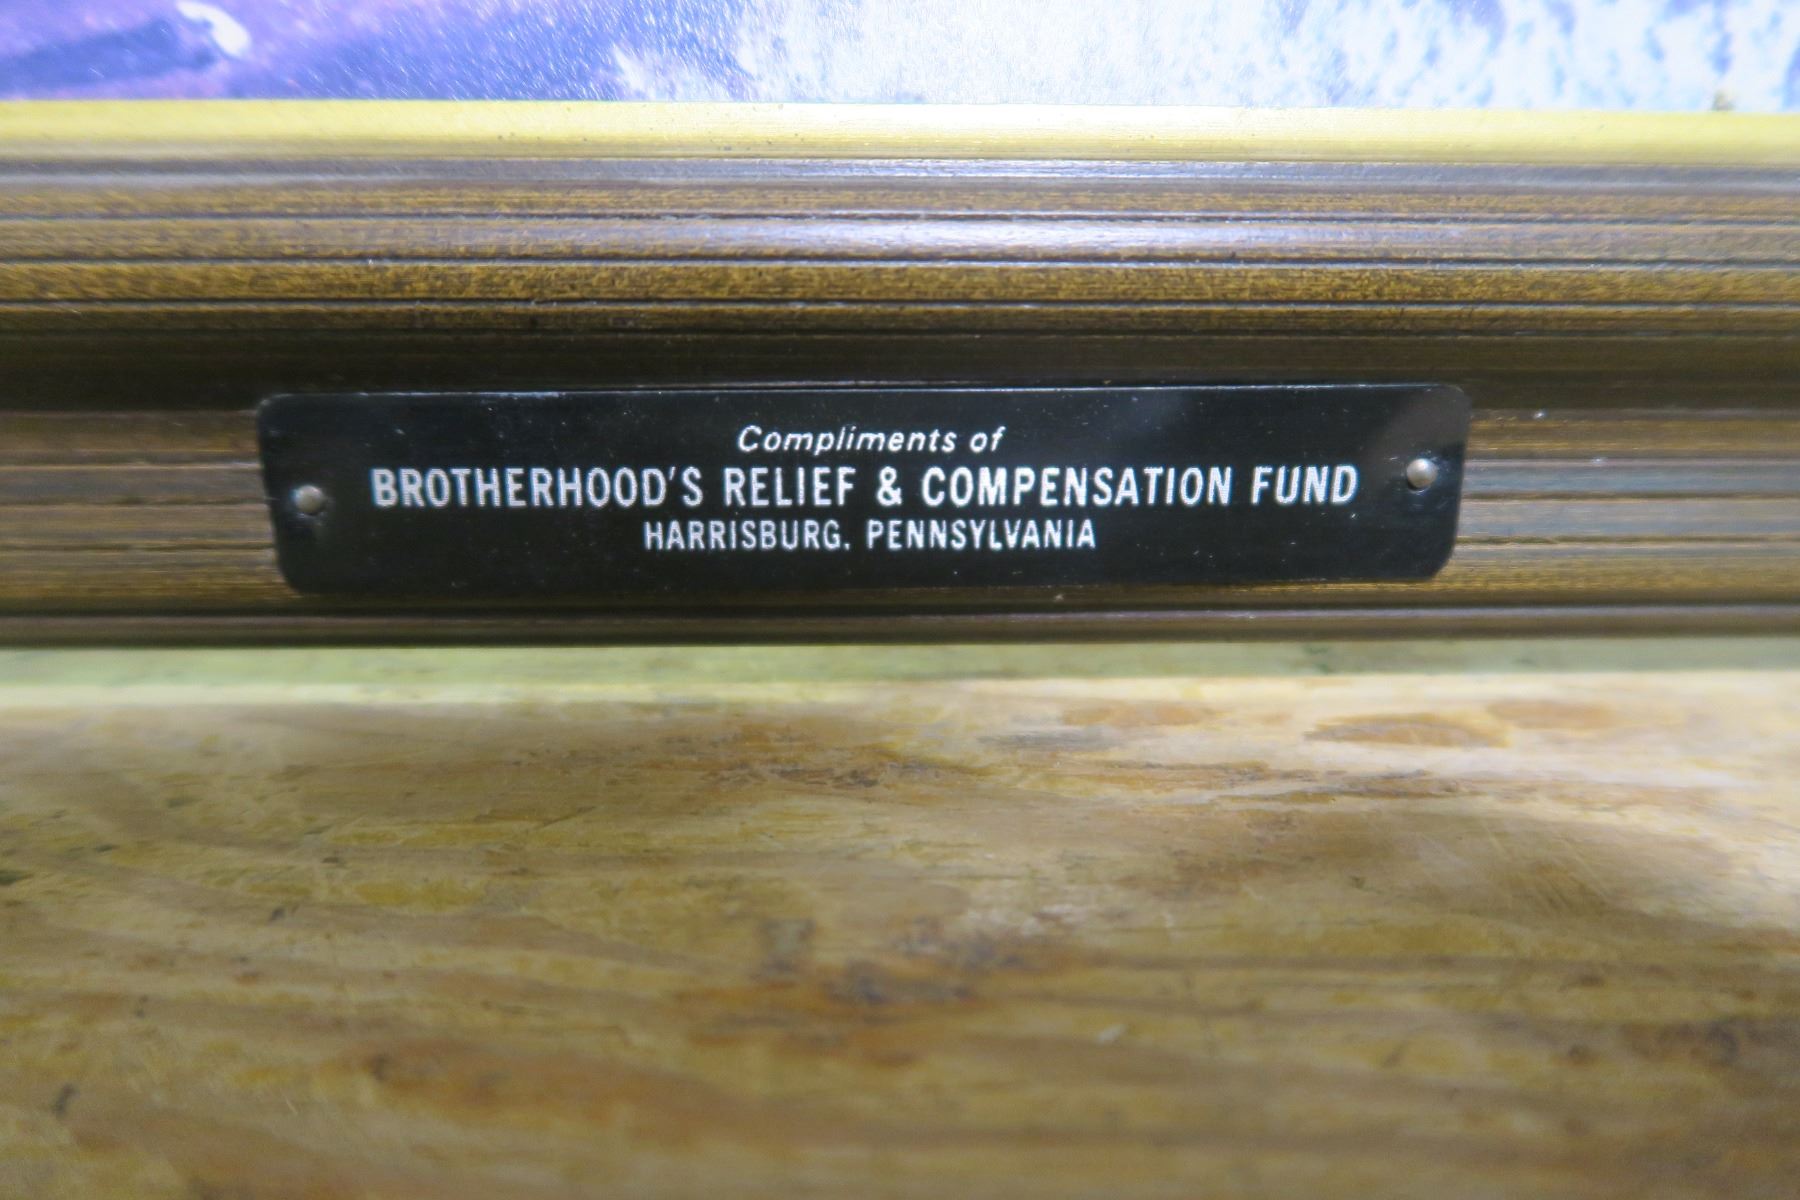 Compliments of
BROTHERHOOD'S RELIEF & COMPENSATION FUND
HARRISBURG, PENNSYLVANIA